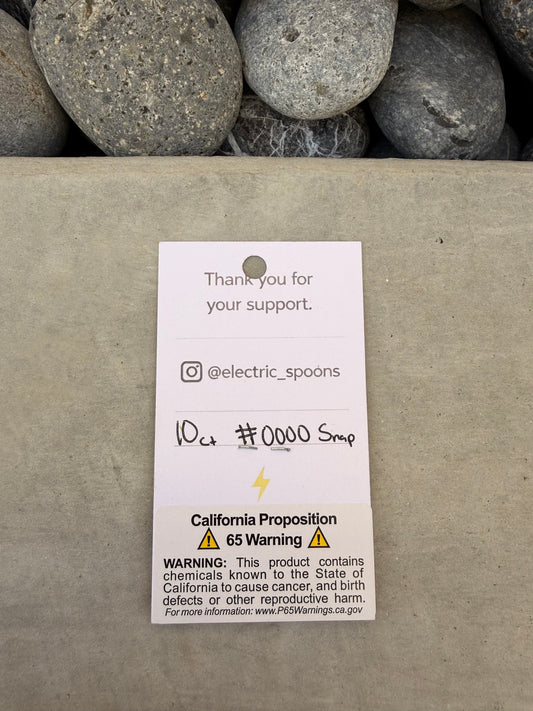 Thank you for
your support.
@electric_spoons
10ct #0000 Snap
California Proposition
65 Warning
WARNING: This product contains
chemicals known to the State of
California to cause cancer, and birth
defects or other reproductive harm.
For more information: www.P65Warnings.ca.gov